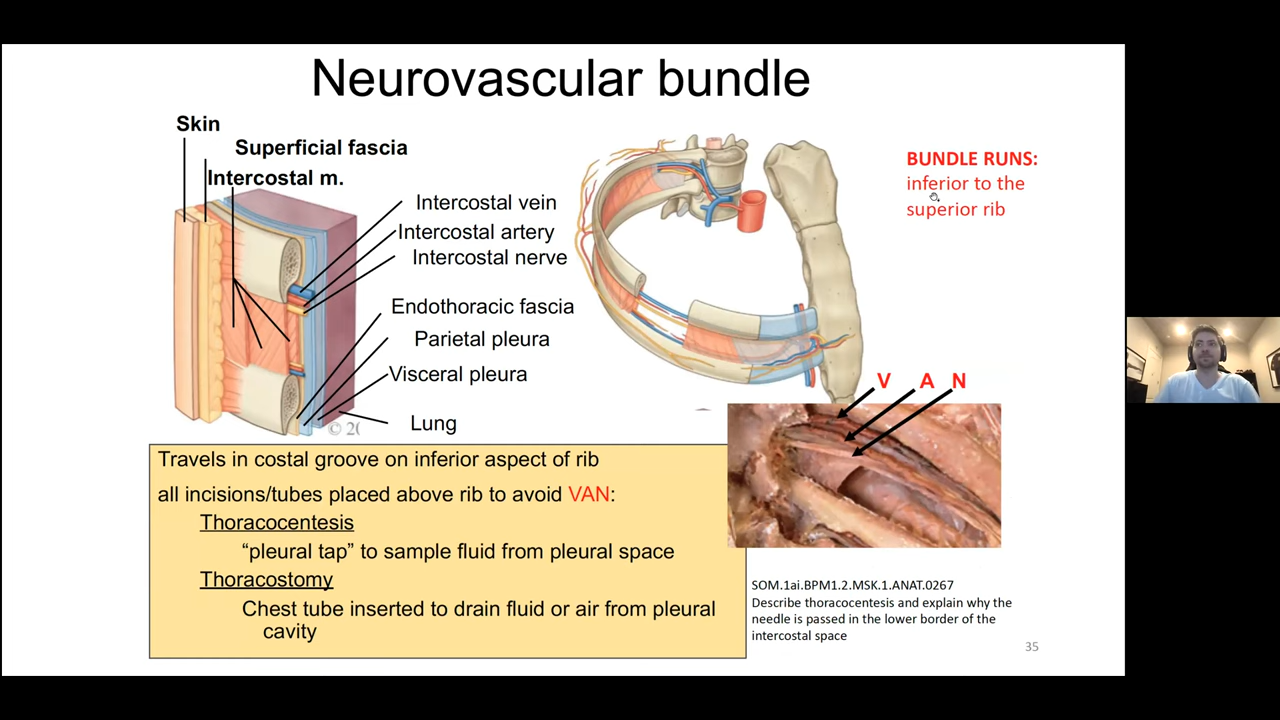 Neurovascular bundle
Skin
Superficial fascia
Intercostal m.
Intercostal vein
Intercostal artery
Intercostal nerve
Endothoracic fascia
Parietal pleura
Visceral pleura
Lung
© 20
BUNDLE RUNS:
inferior to the
superior rib
V A N
Travels in costal groove on inferior aspect of rib
all incisions/tubes placed above rib to avoid VAN:
Thoracocentesis
“pleural tap” to sample fluid from pleural space
Thoracostomy
Chest tube inserted to drain fluid or air from pleural
cavity
SOM.1ai.BPM1.2.MSK.1.ANAT.0267
Describe thoracocentesis and explain why the
needle is passed in the lower border of the
intercostal space
35